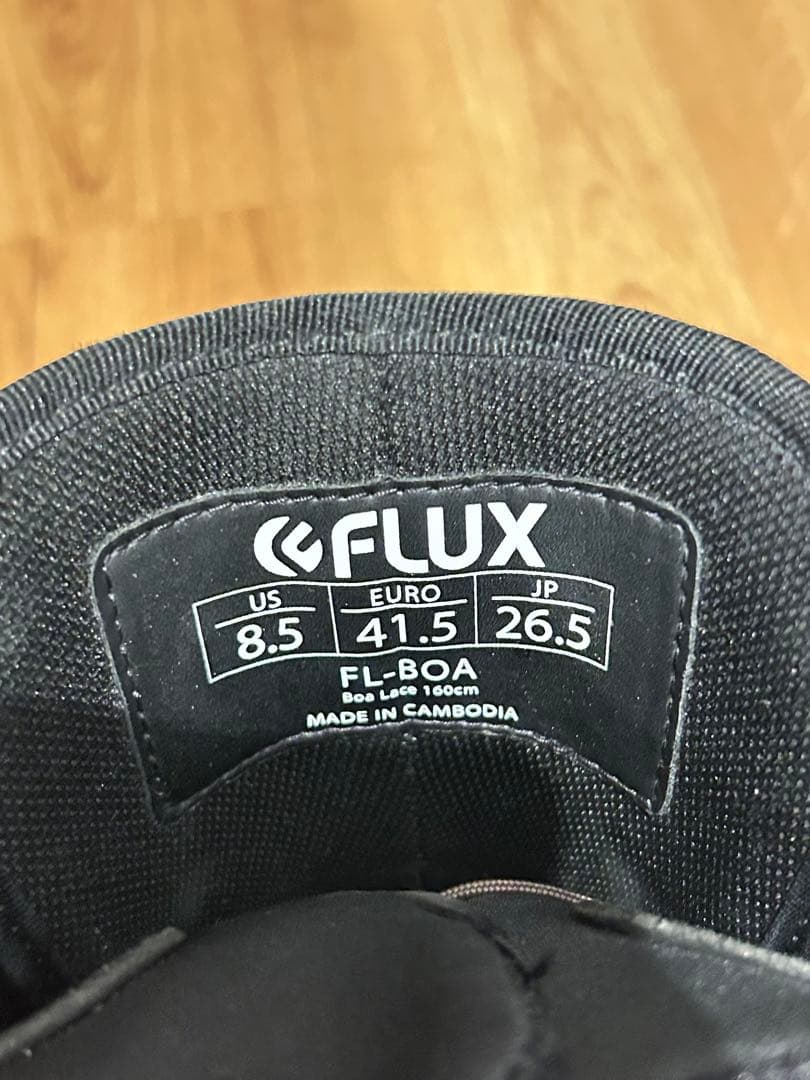 FLUX
US EURO JP
8.5 41.5 26.5
FL-BOA
Boa Lace 160cm
MADE IN CAMBODIA